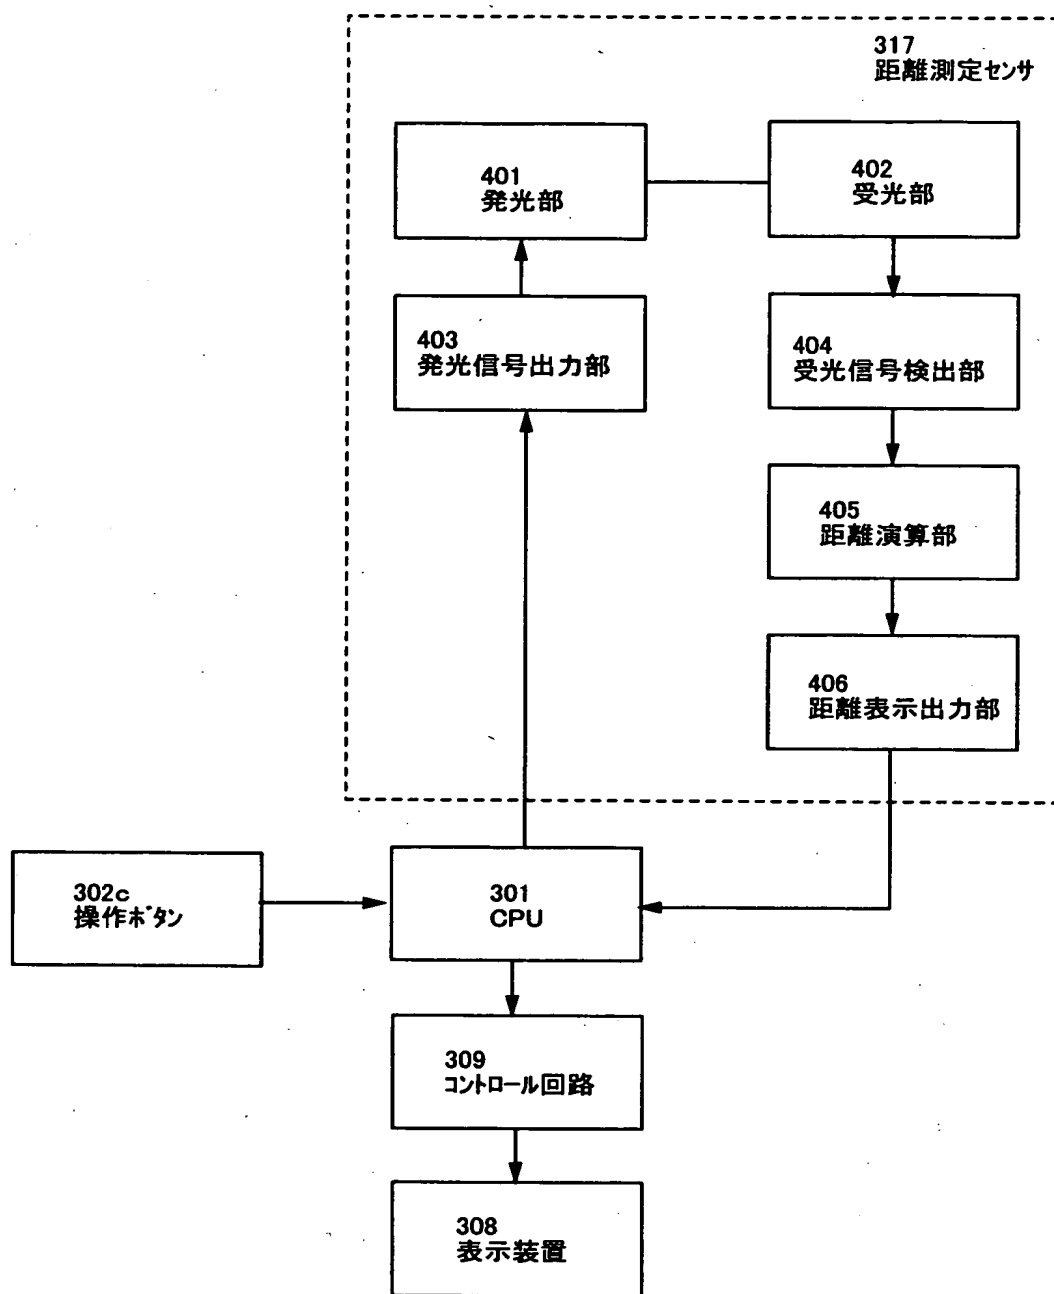 317
距離測定センサ
401
発光部
402
受光部
403
発光信号出力部
404
受光信号検出部
405
距離演算部
406
距離表示出力部
302c
操作ボタン
301
CPU
309
コントロール回路
308
表示装置